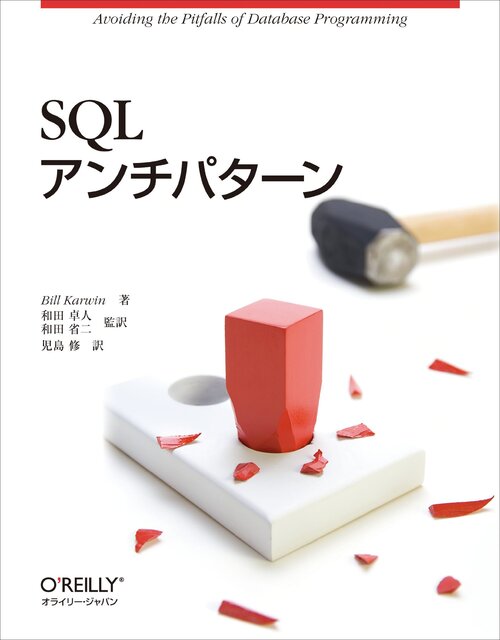 Avoiding the Pitfalls of Database Programming
SQL
アンチパターン
Bill Karwin 著
和田 卓人
和田 省二 監訳
児島 修 訳
O'REILLY®
オライリー・ジャパン